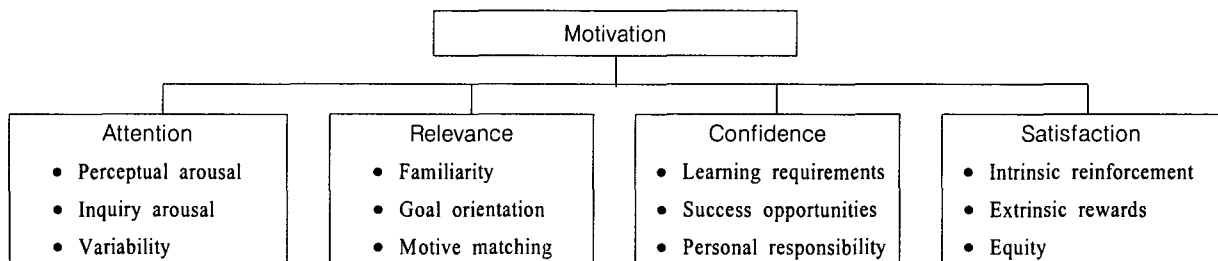 Motivation
Attention
• Perceptual arousal
• Inquiry arousal
• Variability
Relevance
• Familiarity
• Goal orientation
• Motive matching
Confidence
• Learning requirements
• Success opportunities
• Personal responsibility
Satisfaction
• Intrinsic reinforcement
• Extrinsic rewards
• Equity